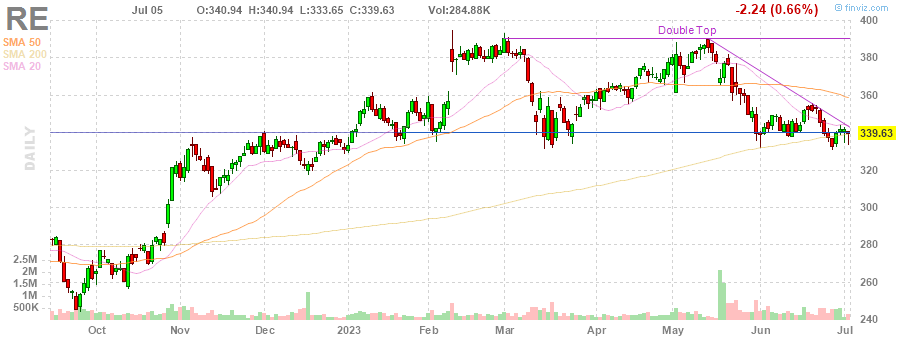 RE
Jul 05 O:340.94 H:340.94 L:333.65 C:339.63 Vol:284.88K -2.24 (0.66%) © finviz.com
SMA 50
SMA 200
SMA 20
Double Top
DAILY
400
380
360
339.63
320
300
280
260
240
2.5M
2M
1.5M
1M
500K
Oct Nov Dec 2023 Feb Mar Apr May Jun Jul